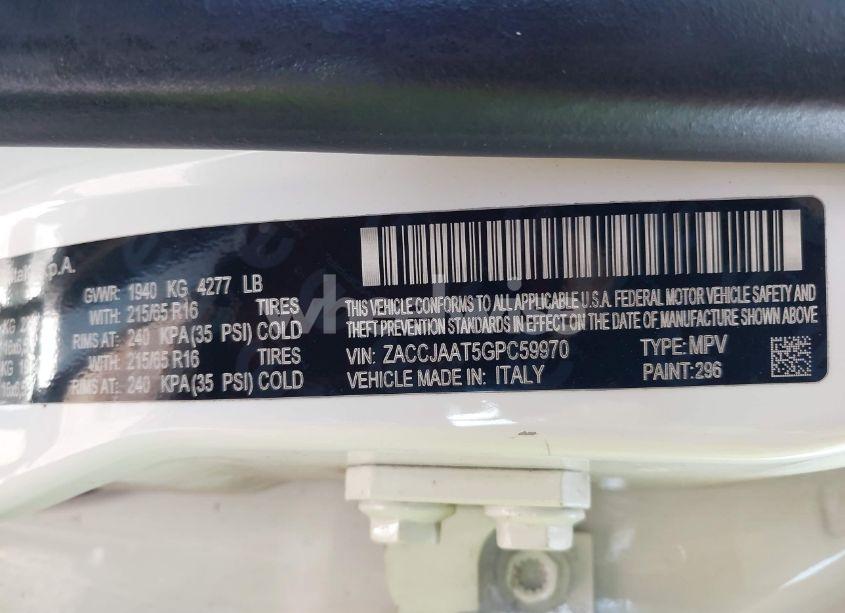 p.A.
GVWR: 1940 KG 4277 LB
WITH: 215/65 R16 TIRES
RIMS AT: 240 KPA(35 PSI) COLD
WITH: 215/65 R16 TIRES
RIMS AT: 240 KPA(35 PSI) COLD
THIS VEHICLE CONFORMS TO ALL APPLICABLE U.S.A. FEDERAL MOTOR VEHICLE SAFETY AND
THEFT PREVENTION STANDARDS IN EFFECT ON THE DATE OF MANUFACTURE SHOWN ABOVE
VIN: ZACCJAAT5GPC59970 TYPE: MPV
VEHICLE MADE IN: ITALY PAINT: 296